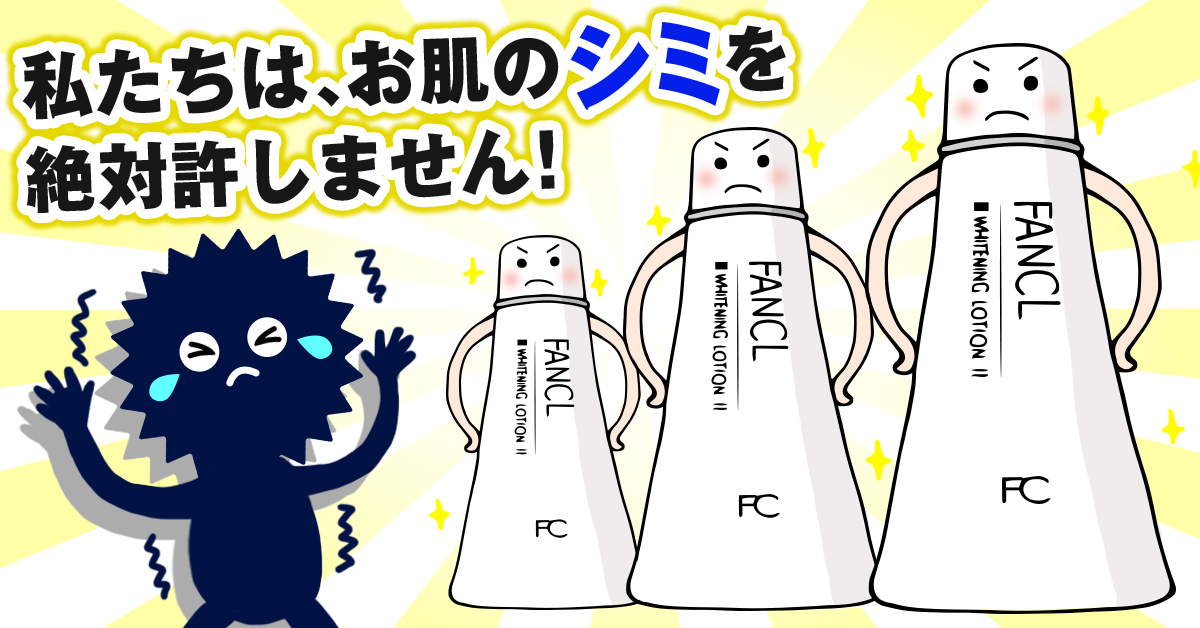 私たちは、お肌のシミを
絶対許しません!
FANCL
■WHITENING LOTION II
FC
FANCL
■WHITENING LOTION II
FC
FANCL
■WHITENING LOTION II
FC